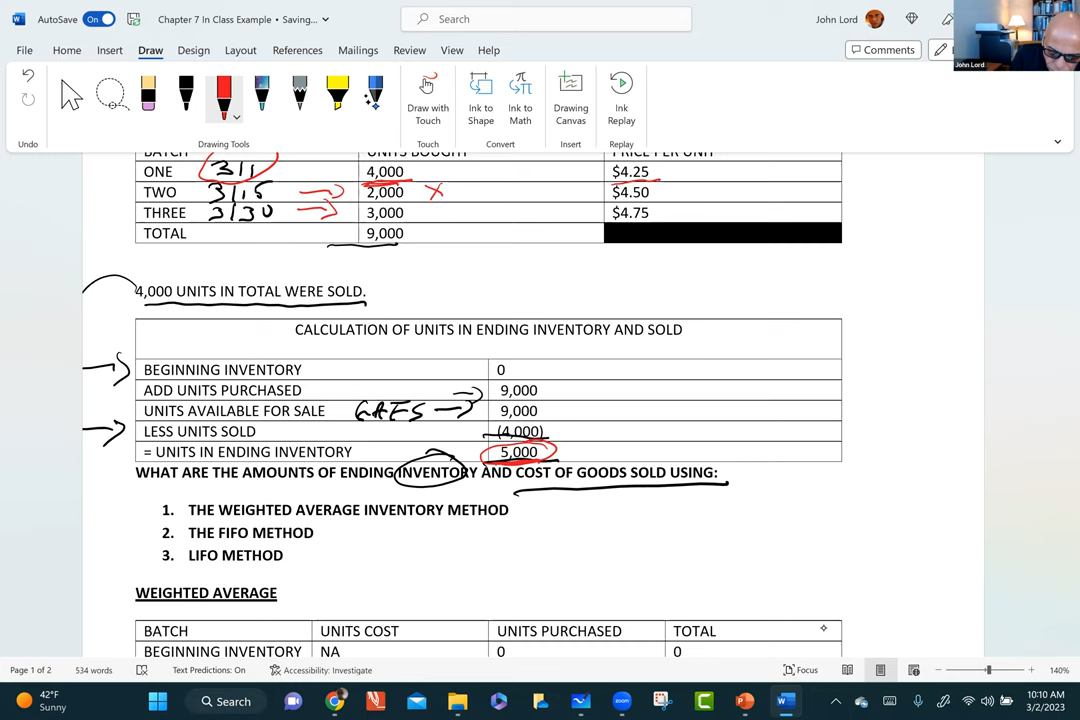 AutoSave On Chapter 7 In Class Example • Saving... Search John Lord
File Home Insert Draw Design Layout References Mailings Review View Help Comments
John Lord
Draw with Touch Ink to Shape Ink to Math Drawing Canvas Ink Replay
Undo Drawing Tools Convert Insert Replay
BATCH UNITS BOUGHT PRICE PER UNIT
ONE 3/1 4,000 $4.25
TWO 3/15 2,000 X $4.50
THREE 3/30 3,000 $4.75
TOTAL 9,000
4,000 UNITS IN TOTAL WERE SOLD.
CALCULATION OF UNITS IN ENDING INVENTORY AND SOLD
BEGINNING INVENTORY 0
ADD UNITS PURCHASED 9,000
UNITS AVAILABLE FOR SALE GAFS 9,000
LESS UNITS SOLD (4,000)
= UNITS IN ENDING INVENTORY 5,000
WHAT ARE THE AMOUNTS OF ENDING INVENTORY AND COST OF GOODS SOLD USING:
1. THE WEIGHTED AVERAGE INVENTORY METHOD
2. THE FIFO METHOD
3. LIFO METHOD
WEIGHTED AVERAGE
BATCH UNITS COST UNITS PURCHASED TOTAL
BEGINNING INVENTORY NA 0 0
Page 1 of 2 534 words Text Predictions: On Accessibility: Investigate Focus 140%
42°F
Sunny
Search
10:10 AM
3/2/2023